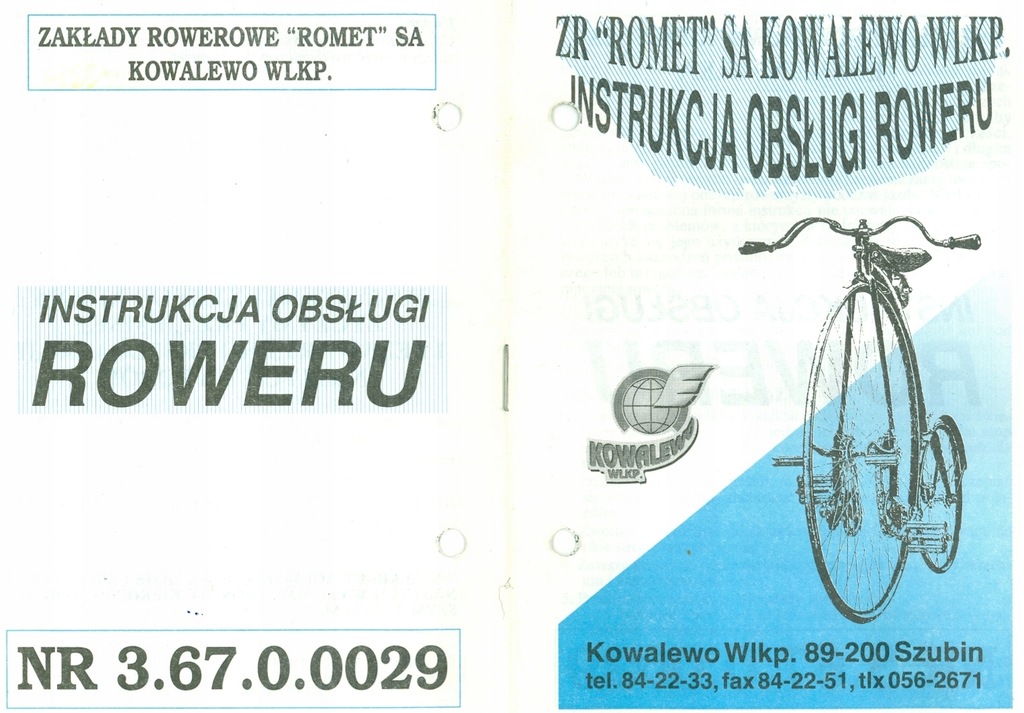 ZAKŁADY ROWEROWE “ROMET” SA
KOWALEWO WLKP.
INSTRUKCJA OBSŁUGI
ROWERU
NR 3.67.0.0029
ZR “ROMET” SA KOWALEWO WLKP.
INSTRUKCJA OBSŁUGI ROWERU
KOWALEWO
WLKP.
Kowalewo Wlkp. 89-200 Szubin
tel. 84-22-33, fax 84-22-51, tlx 056-2671